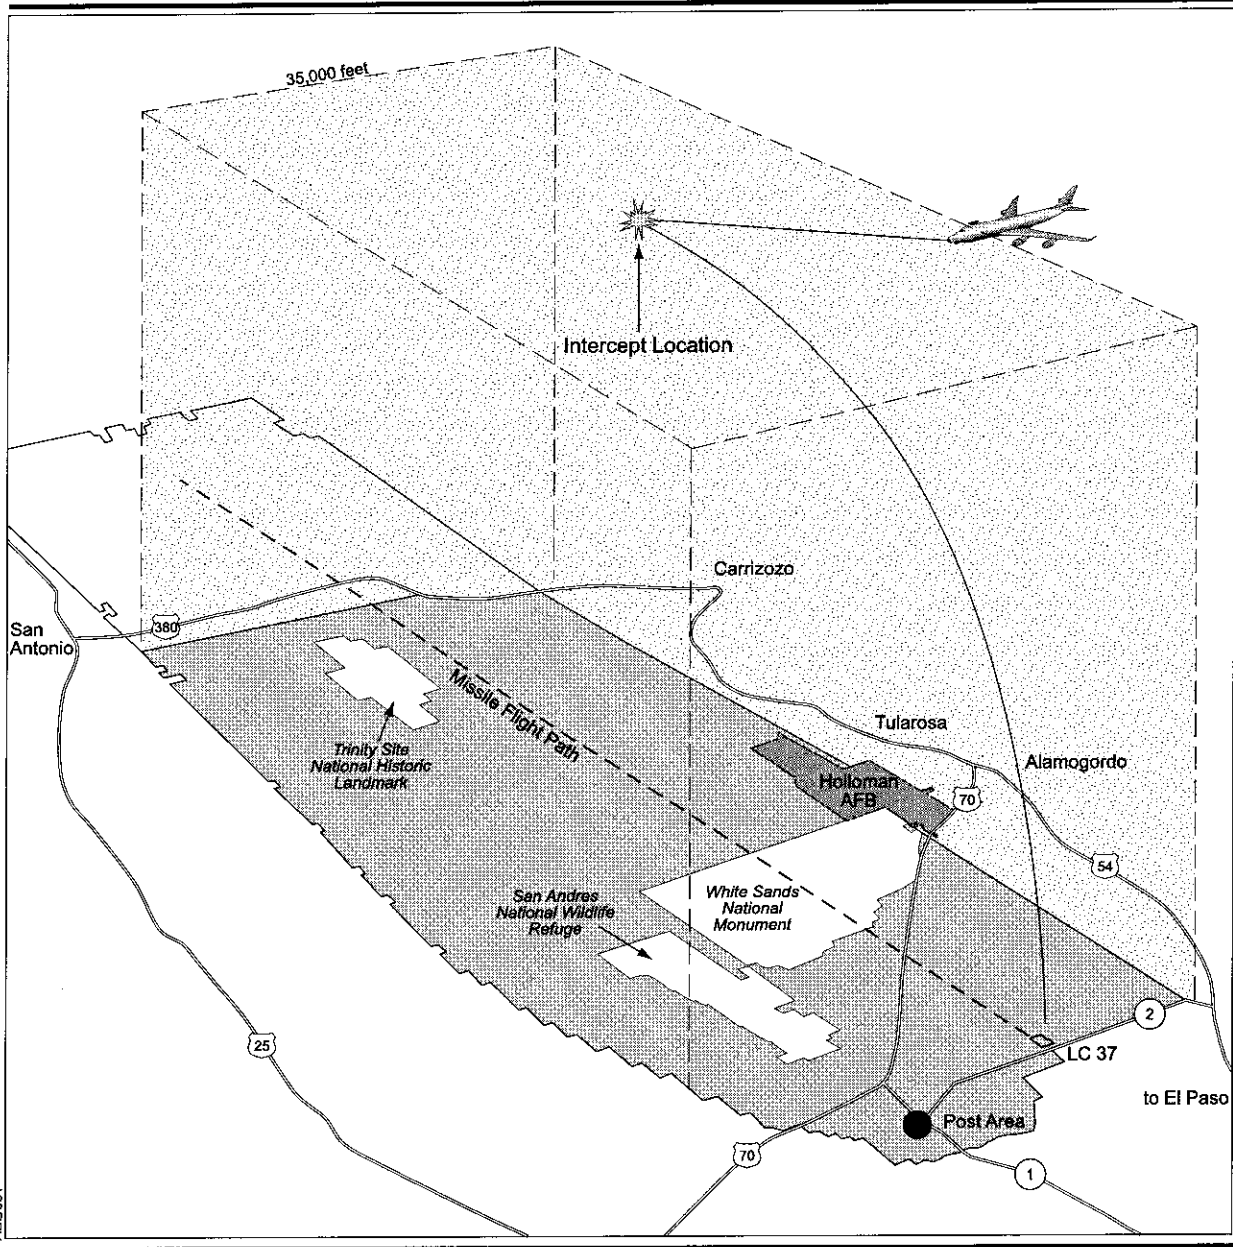 35,000 feet
Intercept Location
Carrizozo
380
San
Antonio
Missile Flight Path
Tularosa
Trinity Site
National Historic
Landmark
Alamogordo
Holloman
AFB
70
54
San Andres
National Wildlife
Refuge
White Sands
National
Monument
2
25
LC 37
to El Paso
Post Area
70
1